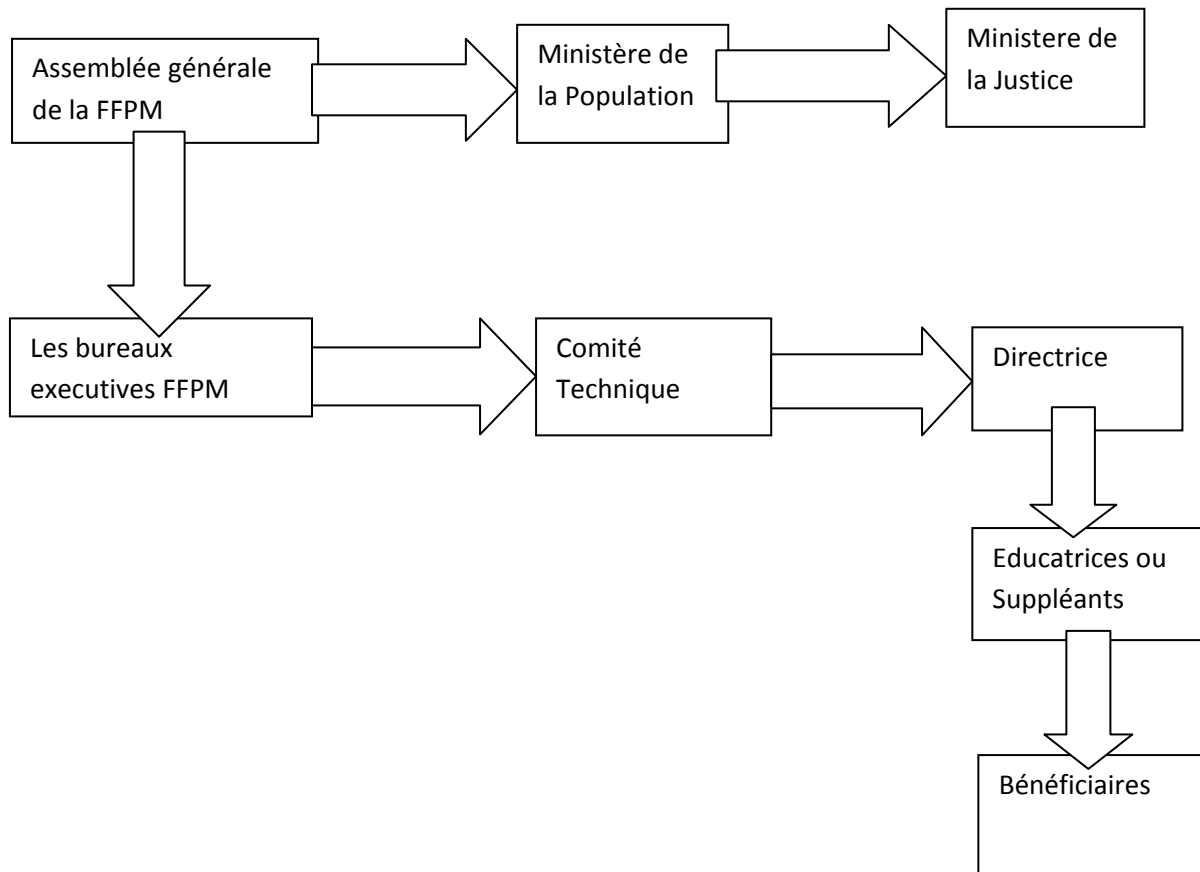 Assemblée générale
de la FFPM
Ministère de
la Population
Ministere de
la Justice
Les bureaux
executives FFPM
Comité
Technique
Directrice
Educatrices ou
Suppléants
Bénéficiaires